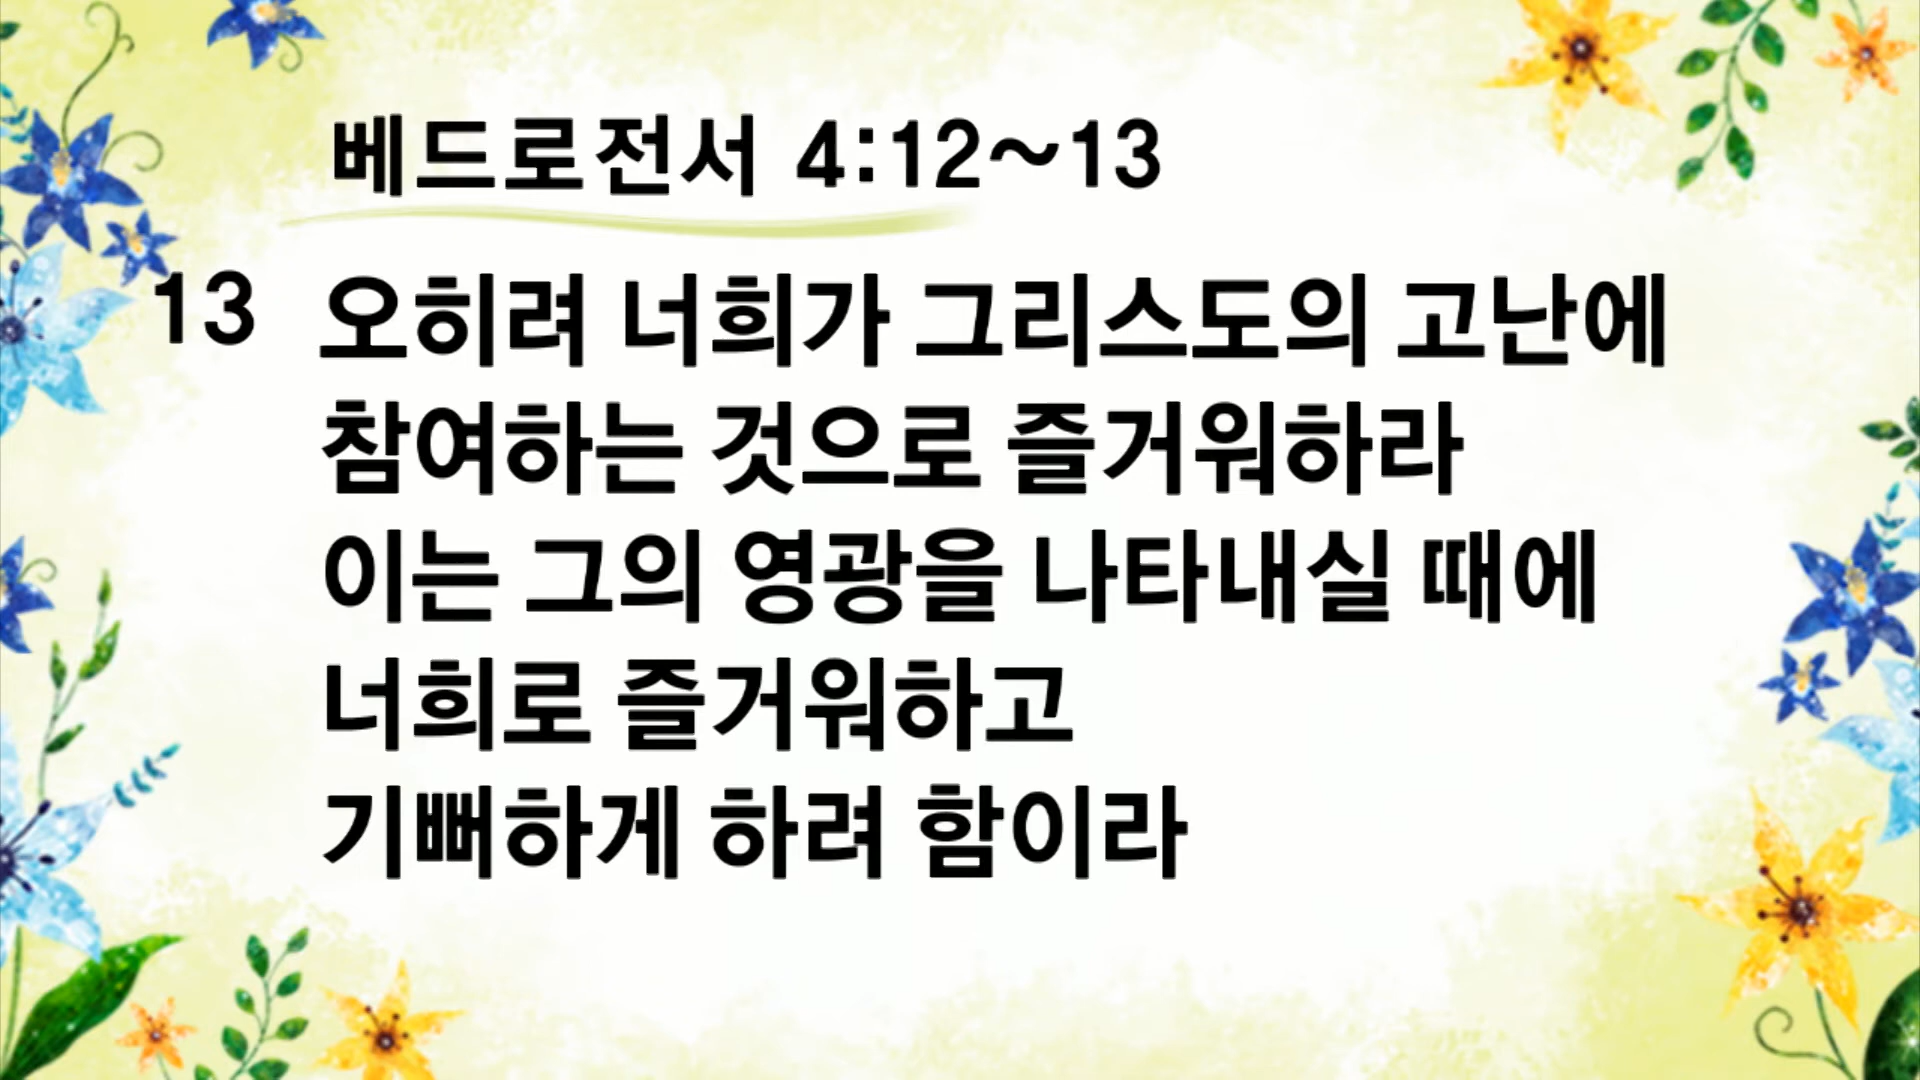 베드로전서 4:12~13
13 오히려 너희가 그리스도의 고난에
참여하는 것으로 즐거워하라
이는 그의 영광을 나타내실 때에
너희로 즐거워하고
기뻐하게 하려 함이라